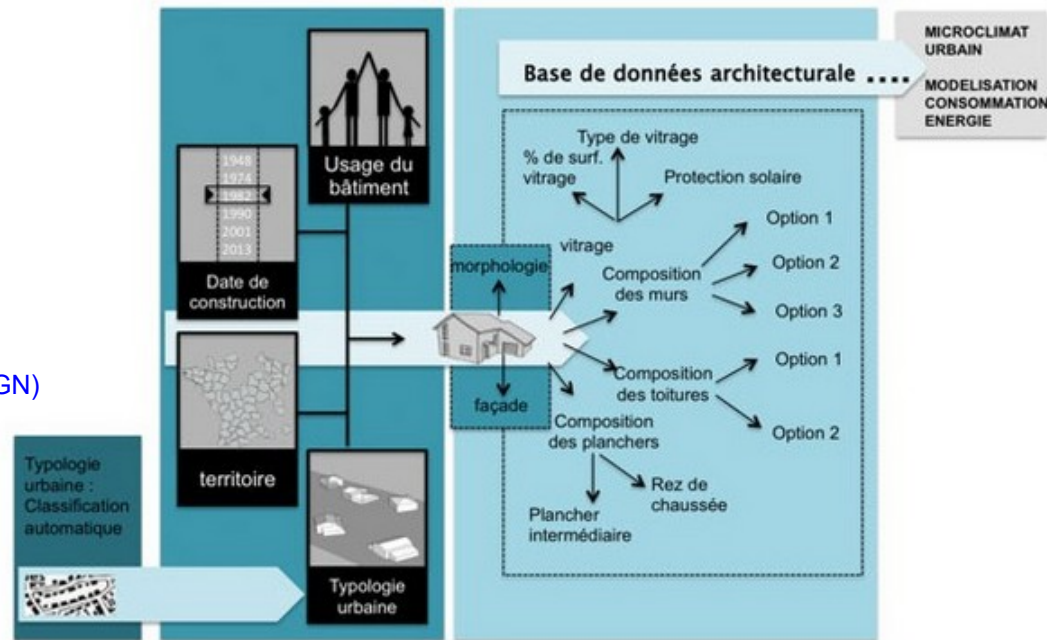 MICROCLIMAT
URBAIN
MODELISATION
CONSOMMATION
ENERGIE
Base de données architecturale ....
Usage du
bâtiment
1948
1974
1982
1990
2001
2013
Date de
construction
territoire
Typologie
urbaine
GN)
Typologie
urbaine :
Classification
automatique
morphologie
façade
Type de vitrage
% de surf.
vitrage
Protection solaire
vitrage
Composition
des murs
Option 1
Option 2
Option 3
Composition
des toitures
Option 1
Option 2
Composition
des planchers
Rez de
chaussée
Plancher
intermédiaire